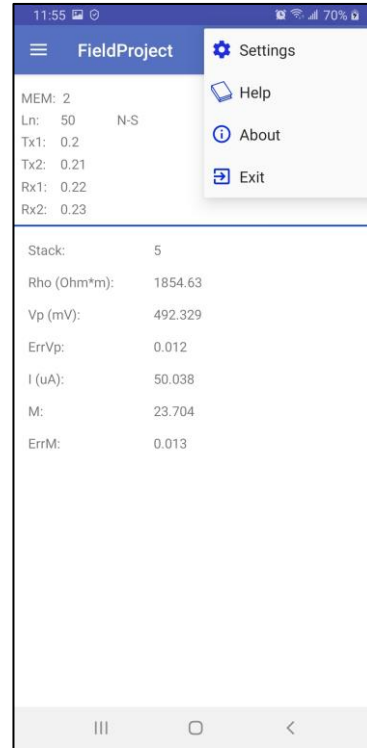 11:55 70%
FieldProject
Settings
Help
About
Exit
MEM: 2
Ln: 50 N-S
Tx1: 0.2
Tx2: 0.21
Rx1: 0.22
Rx2: 0.23
Stack: 5
Rho (Ohm*m): 1854.63
Vp (mV): 492.329
ErrVp: 0.012
I (uA): 50.038
M: 23.704
ErrM: 0.013